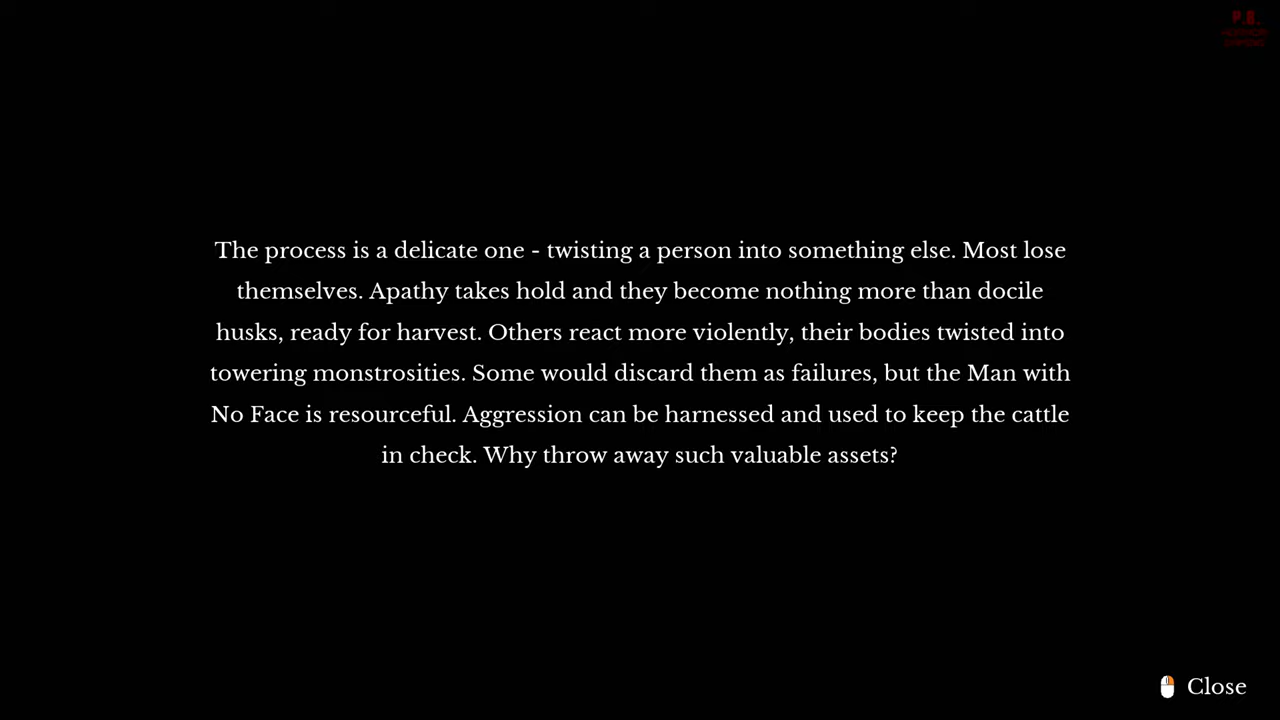 The process is a delicate one - twisting a person into something else. Most lose
themselves. Apathy takes hold and they become nothing more than docile
husks, ready for harvest. Others react more violently, their bodies twisted into
towering monstrosities. Some would discard them as failures, but the Man with
No Face is resourceful. Aggression can be harnessed and used to keep the cattle
in check. Why throw away such valuable assets?
Close